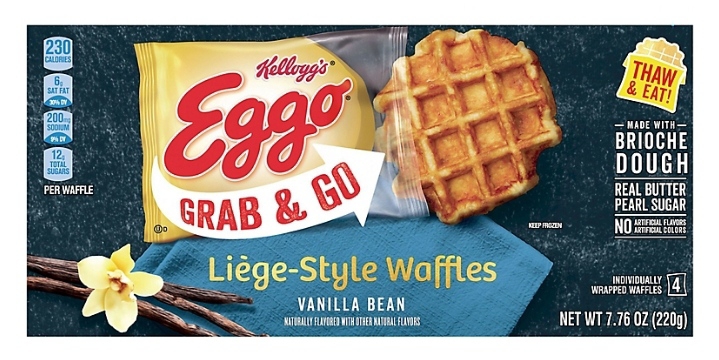 230
CALORIES
6g
SAT FAT
30% DV
200mg
SODIUM
9% DV
12g
TOTAL
SUGARS
PER WAFFLE
Kellogg's®
Eggo®
GRAB & GO
U D
Liège-Style Waffles
VANILLA BEAN
NATURALLY FLAVORED WITH OTHER NATURAL FLAVORS
KEEP FROZEN
THAW
& EAT!
MADE WITH
BRIOCHE
DOUGH
REAL BUTTER
PEARL SUGAR
NO ARTIFICIAL FLAVORS
ARTIFICIAL COLORS
INDIVIDUALLY
WRAPPED WAFFLES 4
NET WT 7.76 OZ (220g)